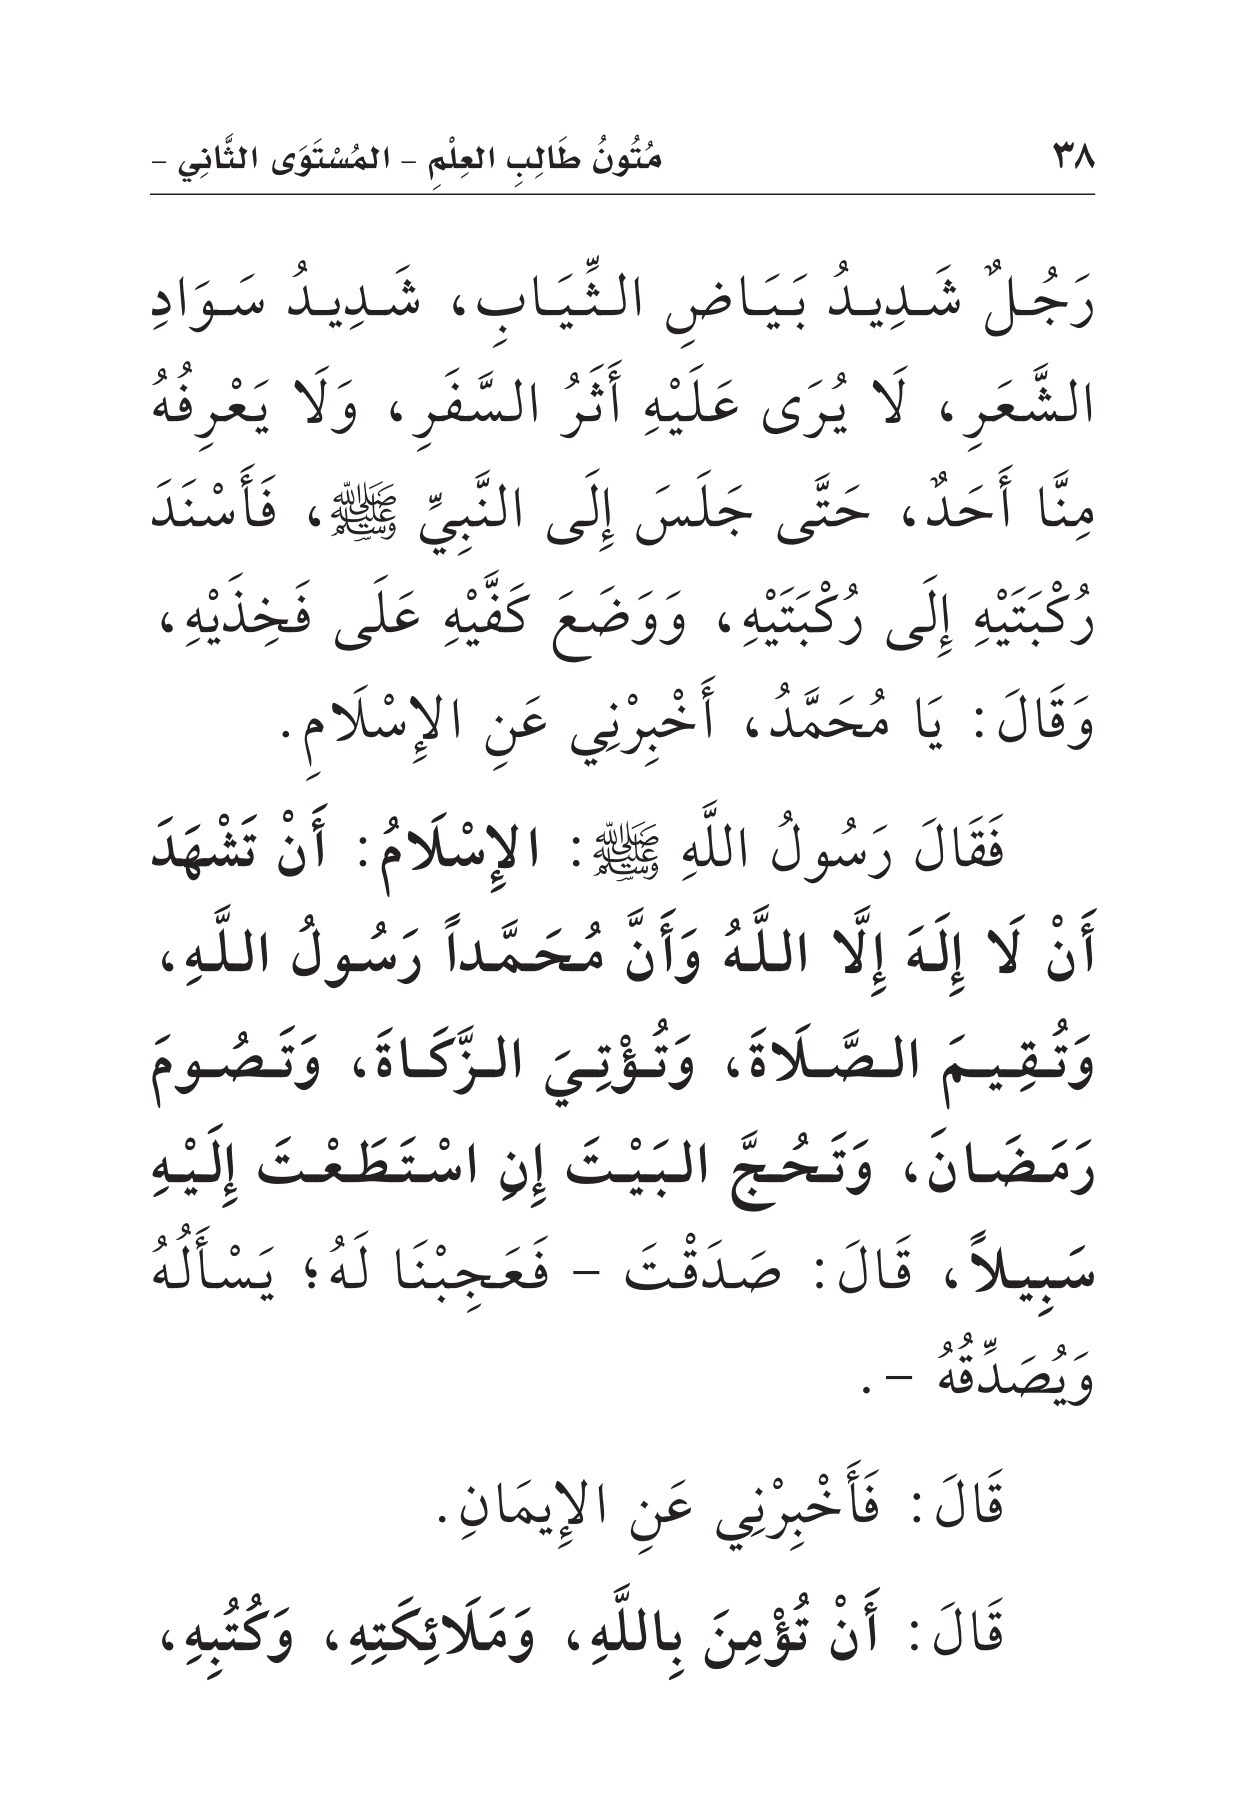 ٣٨ مُتُونُ طَالِبِ العِلْمِ – المُسْتَوَى الثَّانِي –
رَجُلٌ شَدِيدُ بَيَاضِ الثِّيَابِ، شَدِيدُ سَوَادِ
الشَّعَرِ، لَا يُرَى عَلَيْهِ أَثَرُ السَّفَرِ، وَلَا يَعْرِفُهُ
مِنَّا أَحَدٌ، حَتَّى جَلَسَ إِلَى النَّبِيِّ ﷺ، فَأَسْنَدَ
رُكْبَتَيْهِ إِلَى رُكْبَتَيْهِ، وَوَضَعَ كَفَّيْهِ عَلَى فَخِذَيْهِ،
وَقَالَ: يَا مُحَمَّدُ، أَخْبِرْنِي عَنِ الإِسْلَامِ.
فَقَالَ رَسُولُ اللَّهِ ﷺ: الإِسْلَامُ: أَنْ تَشْهَدَ
أَنْ لَا إِلَهَ إِلَّا اللَّهُ وَأَنَّ مُحَمَّداً رَسُولُ اللَّهِ،
وَتُقِيمَ الصَّلَاةَ، وَتُؤْتِيَ الزَّكَاةَ، وَتَصُومَ
رَمَضَانَ، وَتَحُجَّ البَيْتَ إِنِ اسْتَطَعْتَ إِلَيْهِ
سَبِيلاً، قَالَ: صَدَقْتَ – فَعَجِبْنَا لَهُ؛ يَسْأَلُهُ
وَيُصَدِّقُهُ –.
قَالَ: فَأَخْبِرْنِي عَنِ الإِيمَانِ.
قَالَ: أَنْ تُؤْمِنَ بِاللَّهِ، وَمَلَائِكَتِهِ، وَكُتُبِهِ،